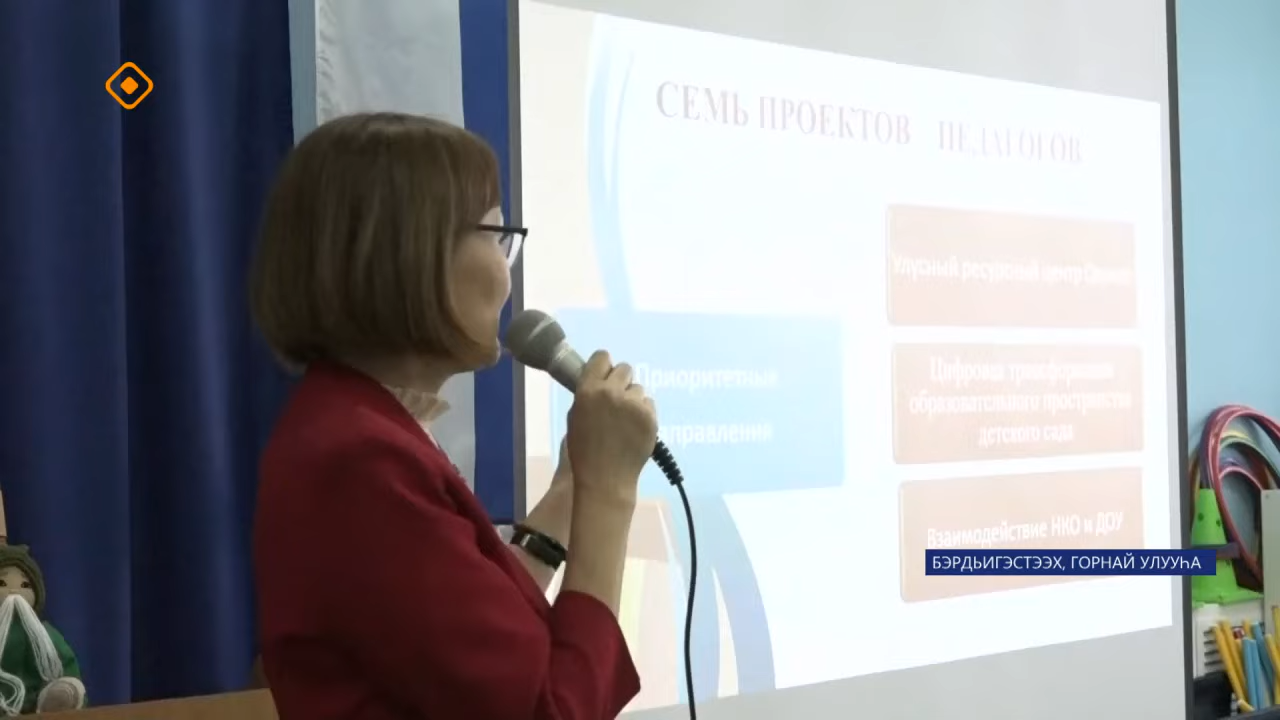 СЕМЬ ПРОЕКТОВ ПЕДАГОГОВ
Улусный ресурсный центр
Приоритетные
направления
Цифровая трансформация
образовательного пространства
детского сада
Взаимодействие НКО и ДОУ
БЭРДЬИГЭСТЭЭХ, ГОРНАЙ УЛУУҺА